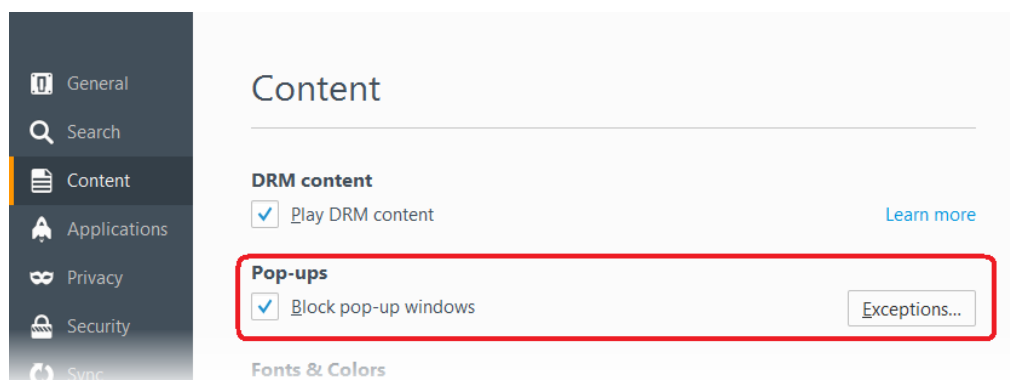 General
Search
Content
Applications
Privacy
Security
Sync
Content
DRM content
Play DRM content
Learn more
Pop-ups
Block pop-up windows
Exceptions...
Fonts & Colors